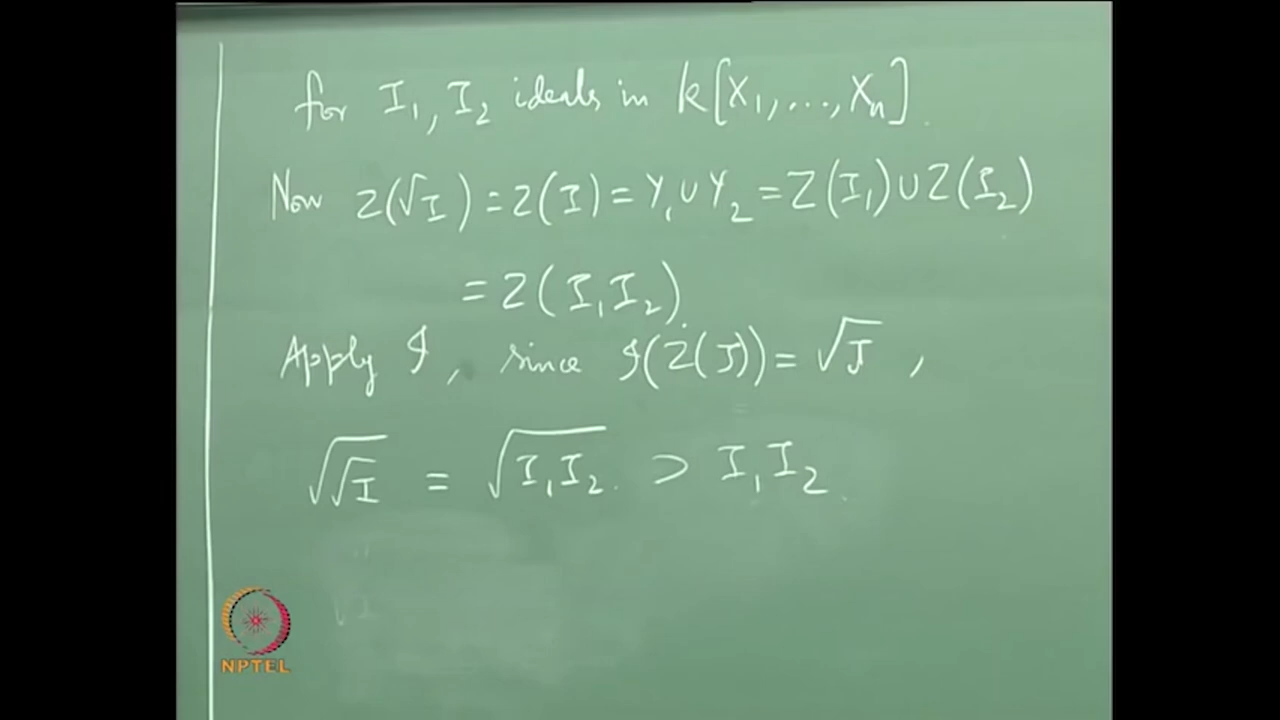 for I₁, I₂ ideals in k[X₁, ..., Xₙ].
Now Z(√I) = Z(I) = Y₁ ∪ Y₂ = Z(I₁) ∪ Z(I₂)
= Z(I₁I₂)
Apply 𝓘, since 𝓘(Z(J)) = √J,
√√I = √I₁I₂ ⊃ I₁I₂.
NPTEL